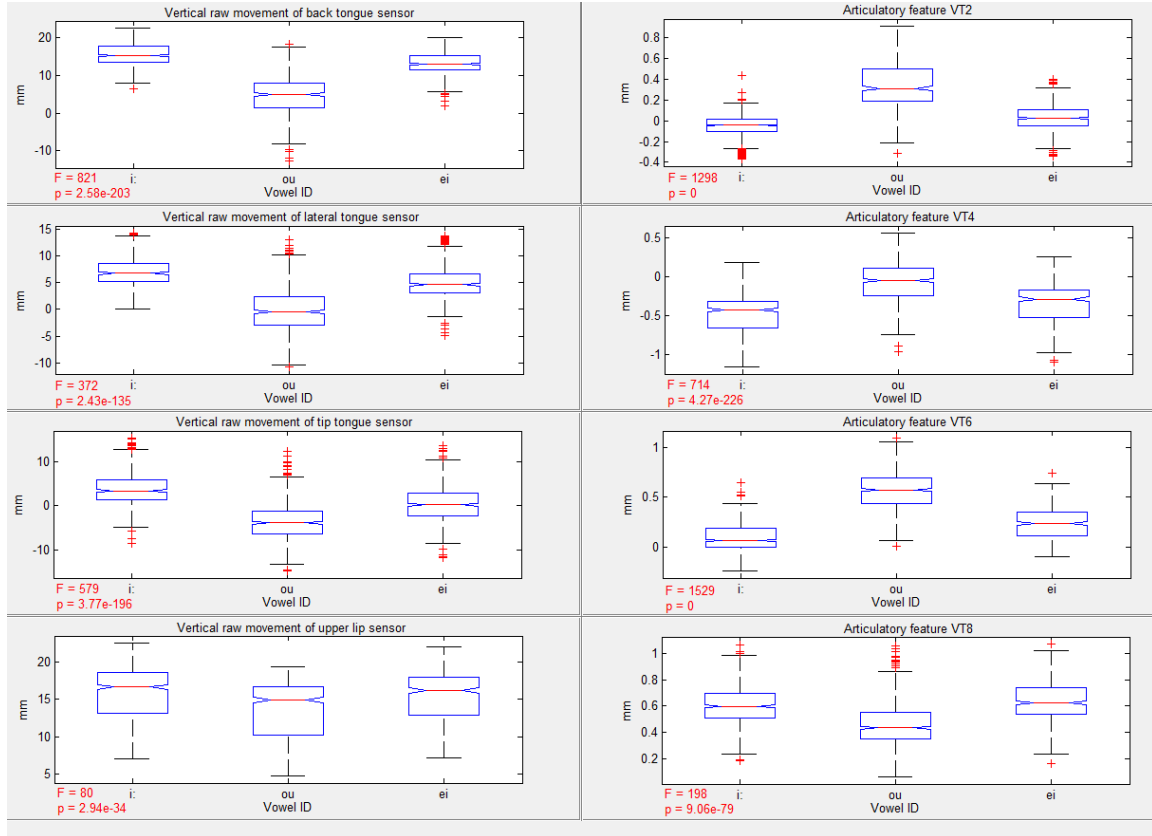 Vertical raw movement of back tongue sensor
20
10
0
-10
mm
i:
ou
ei
Vowel ID
F = 821
p = 2.58e-203
Articulatory feature VT2
0.8
0.6
0.4
0.2
0
-0.2
-0.4
mm
i:
ou
ei
Vowel ID
F = 1298
p = 0
Vertical raw movement of lateral tongue sensor
15
10
5
0
-5
-10
mm
i:
ou
ei
Vowel ID
F = 372
p = 2.43e-135
Articulatory feature VT4
0.5
0
-0.5
-1
mm
i:
ou
ei
Vowel ID
F = 714
p = 4.27e-226
Vertical raw movement of tip tongue sensor
10
0
-10
mm
i:
ou
ei
Vowel ID
F = 579
p = 3.77e-196
Articulatory feature VT6
1
0.5
0
mm
i:
ou
ei
Vowel ID
F = 1529
p = 0
Vertical raw movement of upper lip sensor
20
15
10
5
mm
i:
ou
ei
Vowel ID
F = 80
p = 2.94e-34
Articulatory feature VT8
1
0.8
0.6
0.4
0.2
mm
i:
ou
ei
Vowel ID
F = 198
p = 9.06e-79